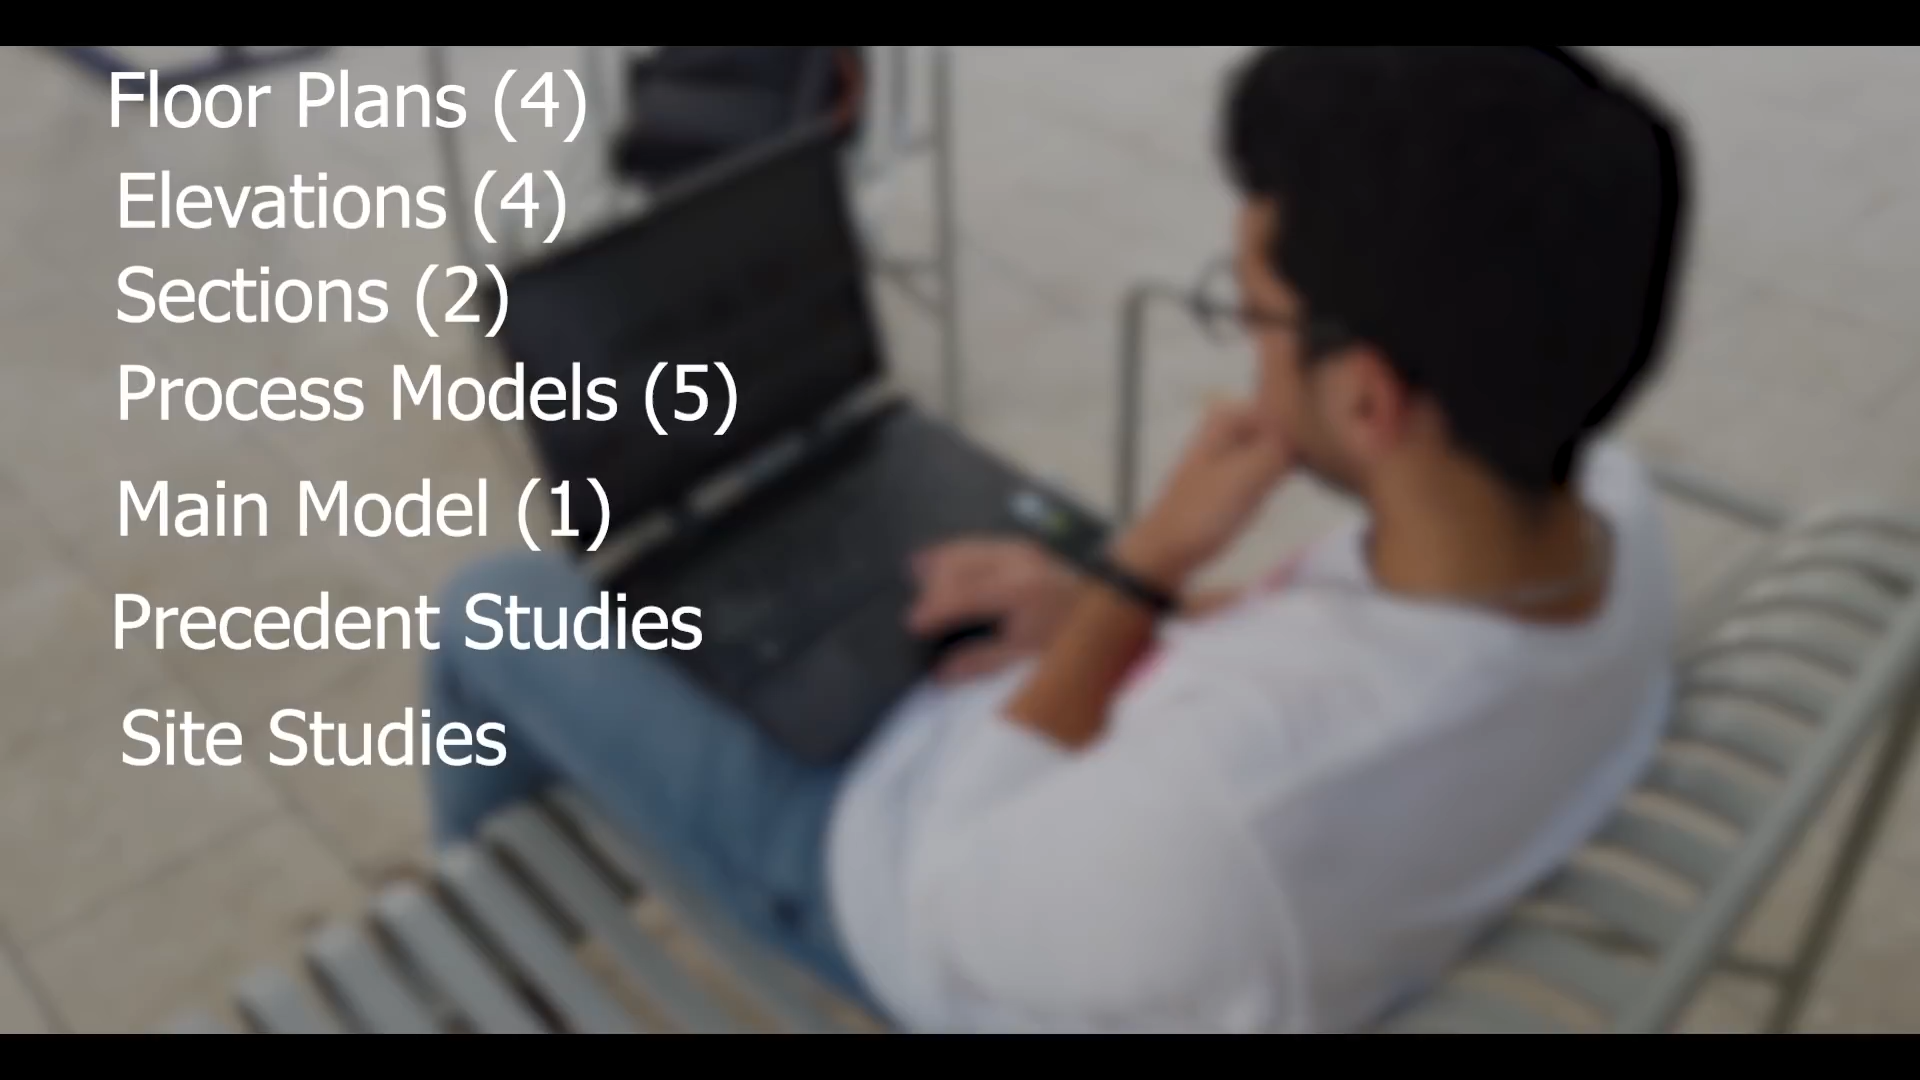 Floor Plans (4)
Elevations (4)
Sections (2)
Process Models (5)
Main Model (1)
Precedent Studies
Site Studies